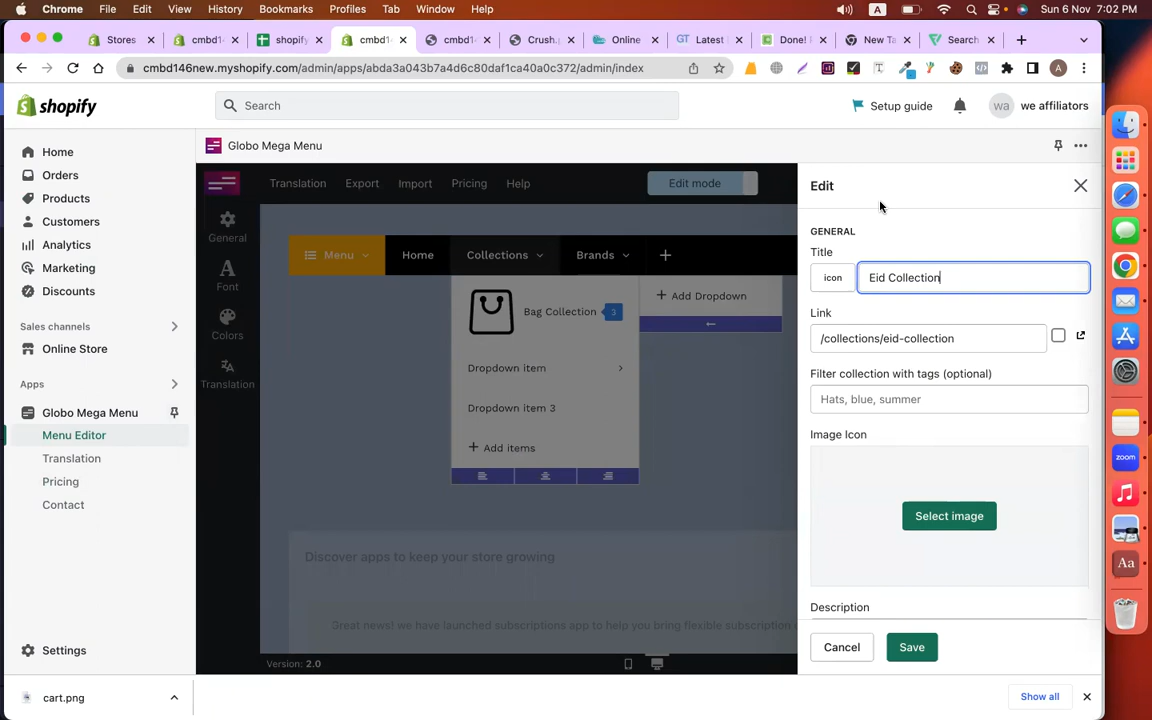 Chrome File Edit View History Bookmarks Profiles Tab Window Help A Sun 6 Nov 7:02 PM
Stores cmbd1 shopify cmbd1 cmbd1 Crush. Online GT Latest Done! New Ta Search
cmbd146new.myshopify.com/admin/apps/abda3a043b7a4d6c80daf1ca40a0c372/admin/index A
shopify Search Setup guide wa we affiliators
Home
Orders
Products
Customers
Analytics
Marketing
Discounts
Sales channels
Online Store
Apps
Globo Mega Menu
Menu Editor
Translation
Pricing
Contact
Settings
Globo Mega Menu
Translation Export Import Pricing Help Edit mode
General
Font
Colors
Translation
Menu Home Collections Brands
Bag Collection 3
Dropdown item
Dropdown item 3
Add items
Add Dropdown
Discover apps to keep your store growing
Great news! we have launched subscriptions app to help you bring flexible subscription
Version: 2.0
Edit
GENERAL
Title
icon Eid Collection
Link
/collections/eid-collection
Filter collection with tags (optional)
Hats, blue, summer
Image Icon
Select image
Description
Cancel Save
zoom
Aa
cart.png Show all